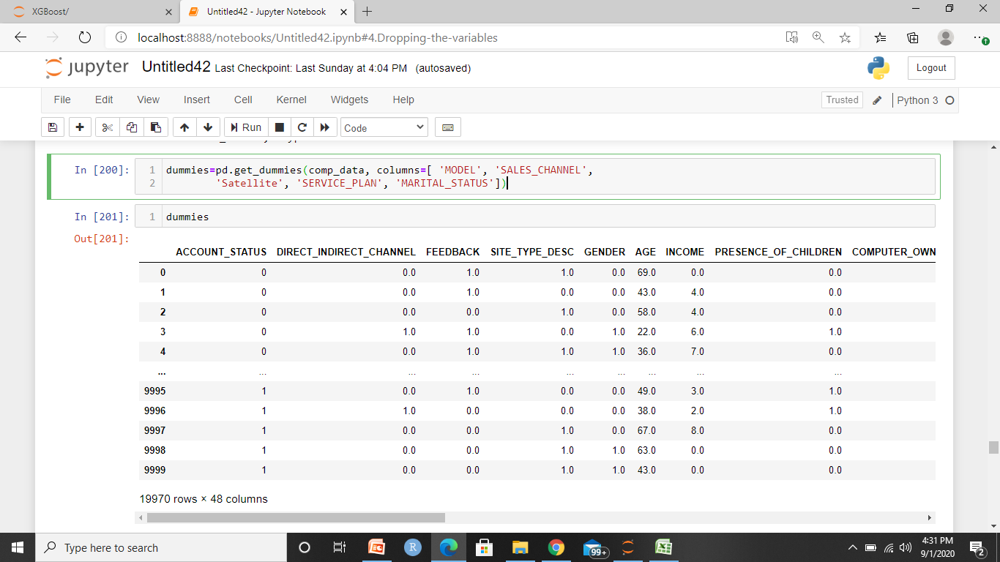 XGBoost/
Untitled42 - Jupyter Notebook
localhost:8888/notebooks/Untitled42.ipynb#4.Dropping-the-variables
jupyter Untitled42 Last Checkpoint: Last Sunday at 4:04 PM (autosaved)
Logout
File Edit View Insert Cell Kernel Widgets Help
Trusted Python 3
Run Code
In [200]: 1 dummies=pd.get_dummies(comp_data, columns=[ 'MODEL', 'SALES_CHANNEL',
2 'Satellite', 'SERVICE_PLAN', 'MARITAL_STATUS'])
In [201]: 1 dummies
Out[201]:
ACCOUNT_STATUS DIRECT_INDIRECT_CHANNEL FEEDBACK SITE_TYPE_DESC GENDER AGE INCOME PRESENCE_OF_CHILDREN COMPUTER_OWN
0 0 0.0 1.0 1.0 0.0 69.0 0.0 0.0
1 0 0.0 1.0 0.0 0.0 43.0 4.0 0.0
2 0 0.0 0.0 1.0 0.0 58.0 4.0 0.0
3 0 1.0 1.0 0.0 1.0 22.0 6.0 1.0
4 0 0.0 1.0 1.0 1.0 36.0 7.0 0.0
... ... ... ... ... ... ... ... ...
9995 1 0.0 1.0 0.0 0.0 49.0 3.0 1.0
9996 1 1.0 0.0 0.0 0.0 38.0 2.0 1.0
9997 1 0.0 0.0 1.0 0.0 67.0 8.0 0.0
9998 1 0.0 0.0 1.0 1.0 63.0 0.0 0.0
9999 1 0.0 0.0 1.0 1.0 43.0 0.0 0.0
19970 rows × 48 columns
Type here to search
R
99+
4:31 PM
9/1/2020
2